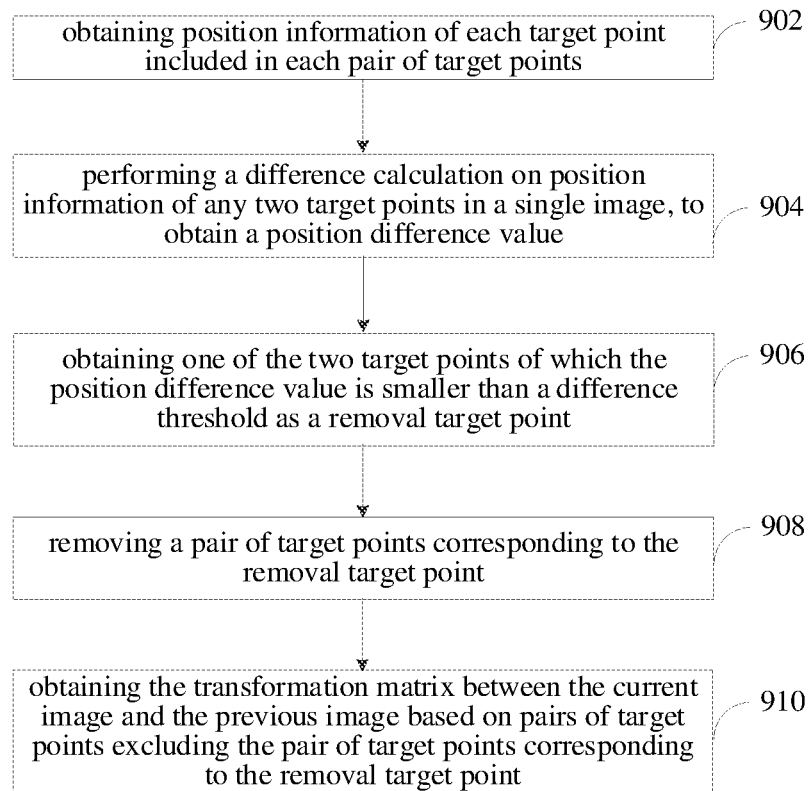 obtaining position information of each target point
included in each pair of target points
902
performing a difference calculation on position
information of any two target points in a single image, to
obtain a position difference value
904
obtaining one of the two target points of which the
position difference value is smaller than a difference
threshold as a removal target point
906
removing a pair of target points corresponding to the
removal target point
908
obtaining the transformation matrix between the current
image and the previous image based on pairs of target
points excluding the pair of target points corresponding
to the removal target point
910